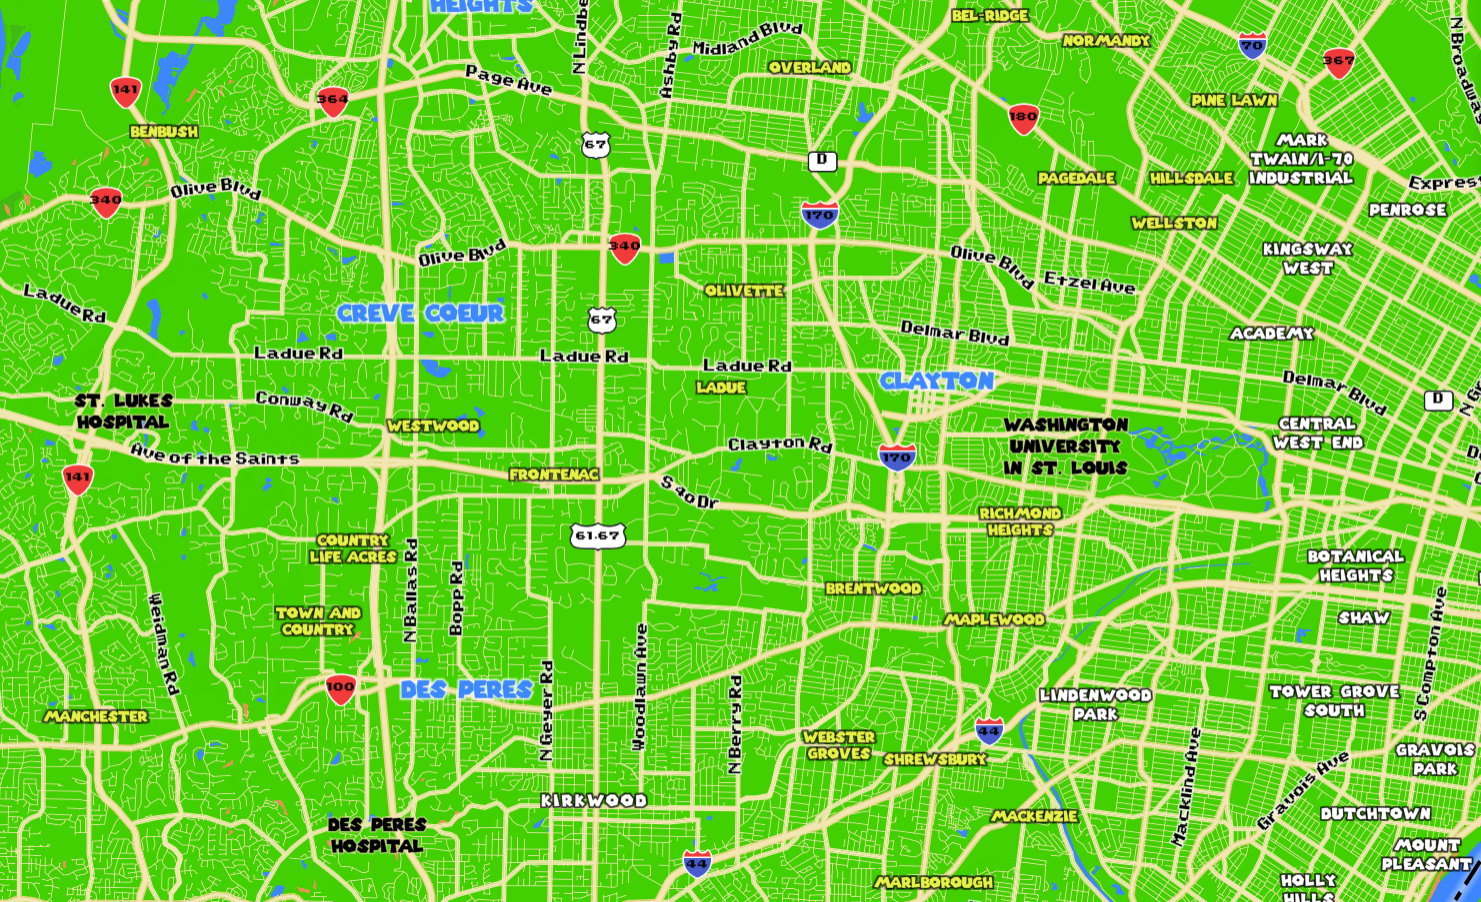 HEIGHTS
N Lindbe
Ashby Rd
Midland Blvd
BEL-RIDGE
NORMANDY
70
367
N Broadway
OVERLAND
Page Ave
141
364
PINE LAWN
180
BENBUSH
67
D
MARK
TWAIN/I-70
INDUSTRIAL
PAGEDALE
HILLSDALE
Express
340
Olive Blvd
170
PENROSE
WELLSTON
340
Olive Blvd
Olive Blvd
KINGSWAY
WEST
Etzel Ave
OLIVETTE
Ladue Rd
CREVE COEUR
67
Delmar Blvd
ACADEMY
Ladue Rd
Ladue Rd
Ladue Rd
LADUE
CLAYTON
Delmar Blvd
D
ST. LUKES
HOSPITAL
Conway Rd
WESTWOOD
WASHINGTON
UNIVERSITY
IN ST. LOUIS
CENTRAL
WEST END
Clayton Rd
Ave of the Saints
170
141
FRONTENAC
S 40 Dr
RICHMOND
HEIGHTS
61·67
COUNTRY
LIFE ACRES
BOTANICAL
HEIGHTS
N Ballas Rd
Bopp Rd
BRENTWOOD
TOWN AND
COUNTRY
MAPLEWOOD
SHAW
Weidman Rd
S Compton Ave
100
DES PERES
N Geyer Rd
Woodlawn Ave
N Berry Rd
LINDENWOOD
PARK
TOWER GROVE
SOUTH
MANCHESTER
44
WEBSTER
GROVES
SHREWSBURY
GRAVOIS
PARK
Macklind Ave
Gravois Ave
KIRKWOOD
MACKENZIE
DUTCHTOWN
DES PERES
HOSPITAL
MOUNT
PLEASANT
44
MARLBOROUGH
HOLLY
HILLS